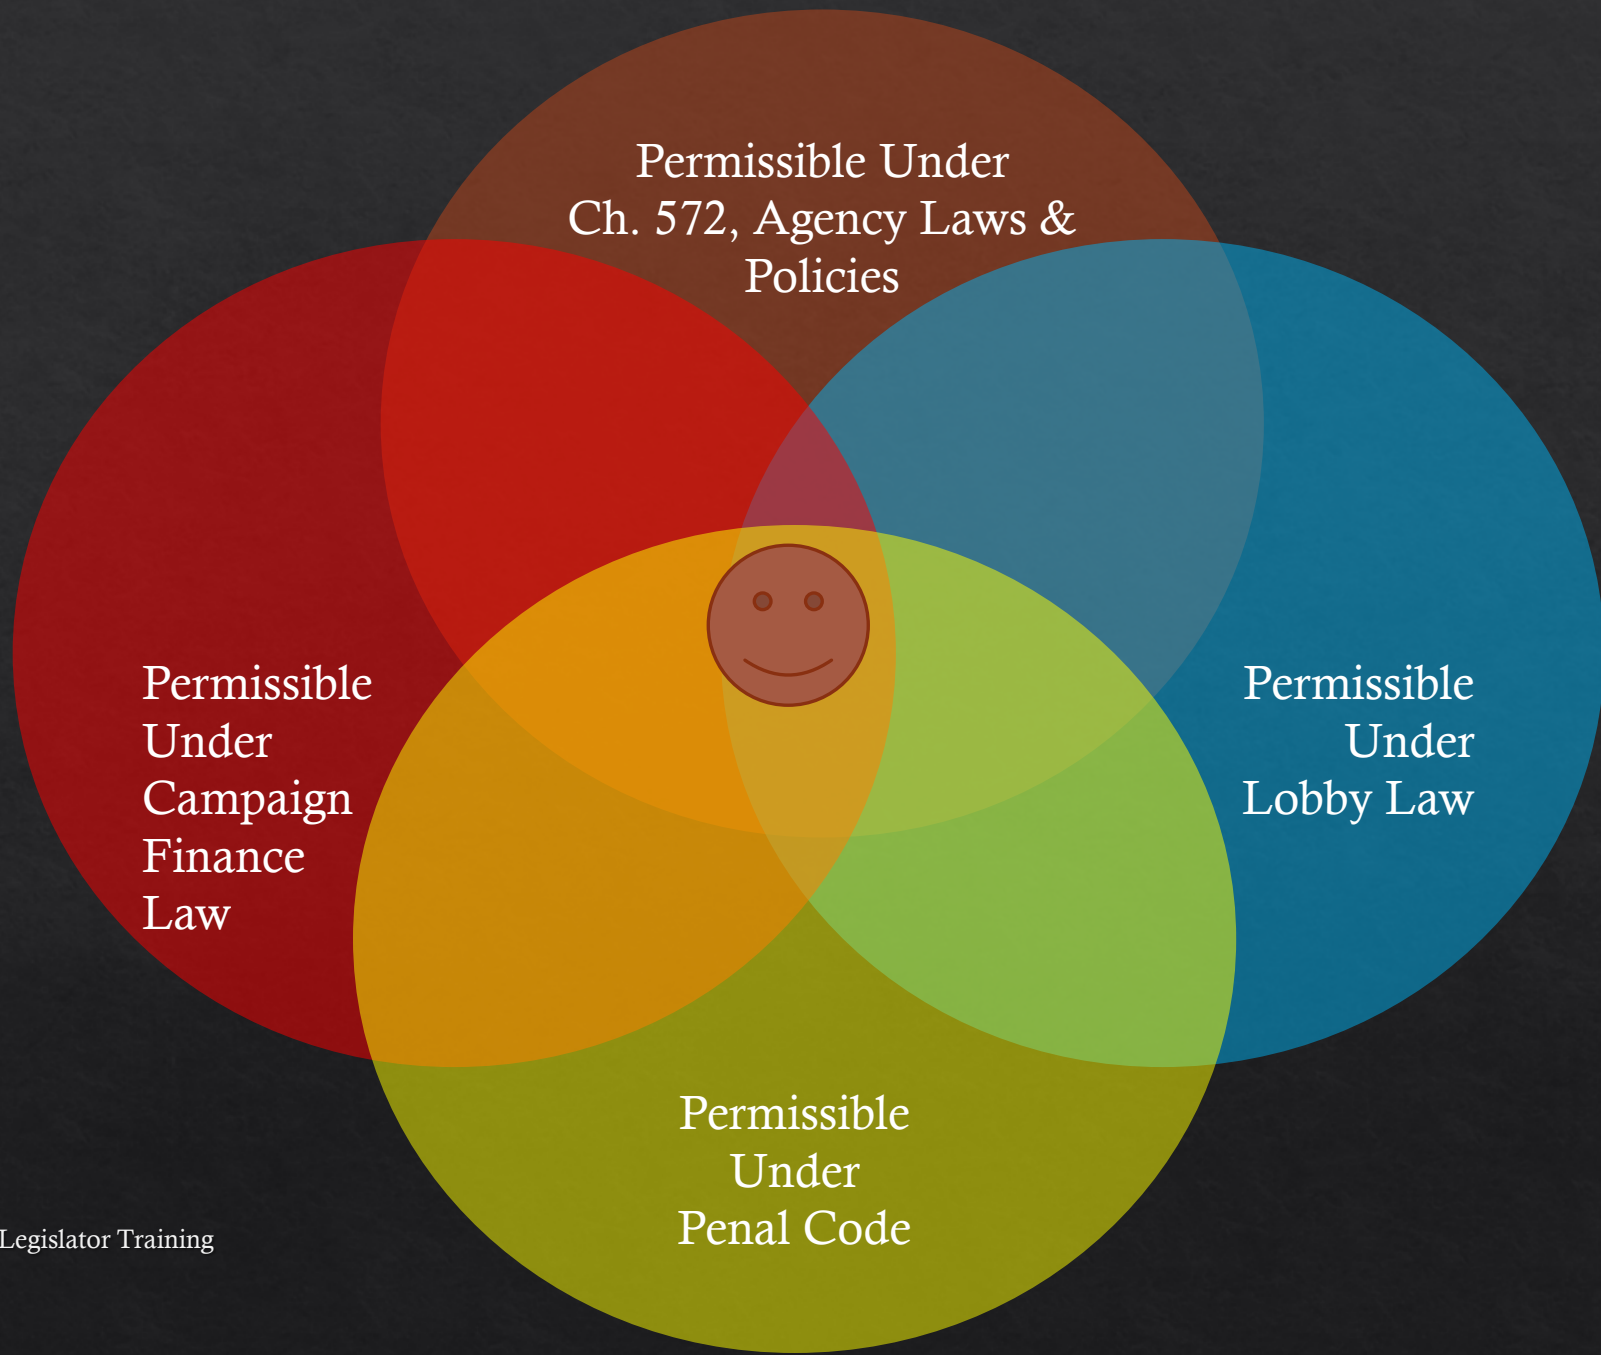 Permissible Under
Ch. 572, Agency Laws &
Policies
Permissible
Under
Campaign
Finance
Law
Permissible
Under
Lobby Law
Permissible
Under
Penal Code
Legislator Training